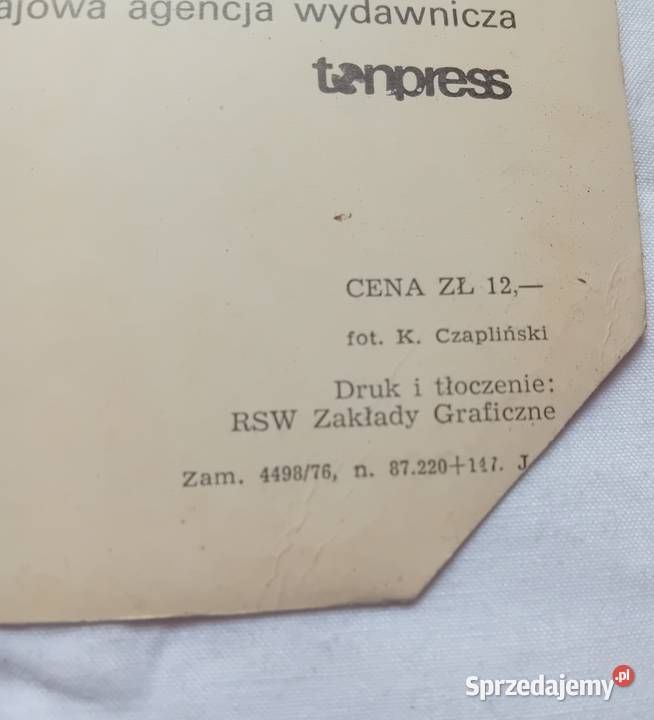 ajowa agencja wydawnicza
tonpress
CENA ZŁ 12,—
fot. K. Czapliński
Druk i tłoczenie:
RSW Zakłady Graficzne
Zam. 4498/76, n. 87.220+147. J
Sprzedajemy.pl